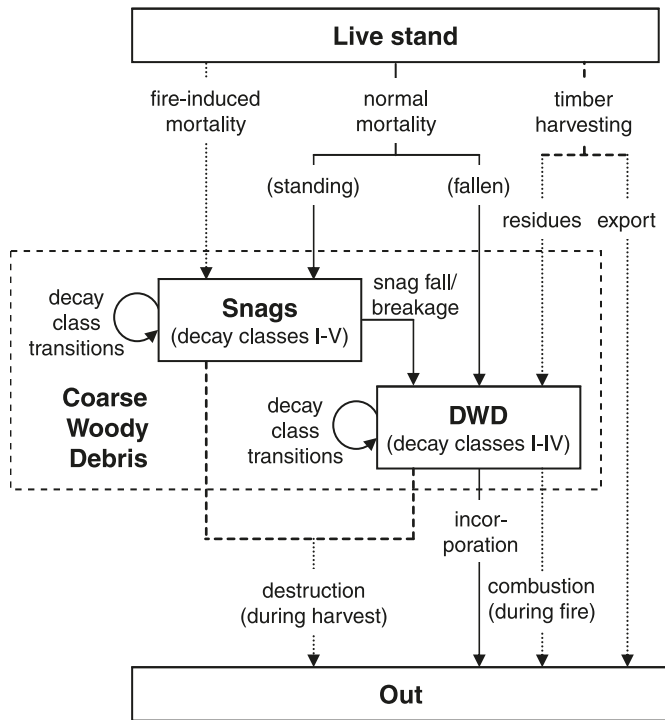 Live stand
fire-induced
mortality
normal
mortality
timber
harvesting
(standing)
(fallen)
residues
export
decay
class
transitions
Snags
(decay classes I-V)
snag fall/
breakage
Coarse
Woody
Debris
decay
class
transitions
DWD
(decay classes I-IV)
incor-
poration
destruction
(during harvest)
combustion
(during fire)
Out